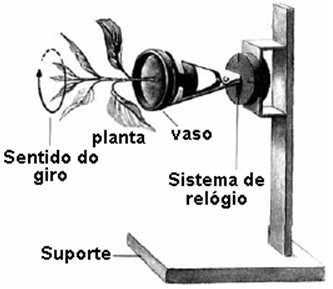 planta
vaso
Sentido do
giro
Sistema de
relógio
Suporte